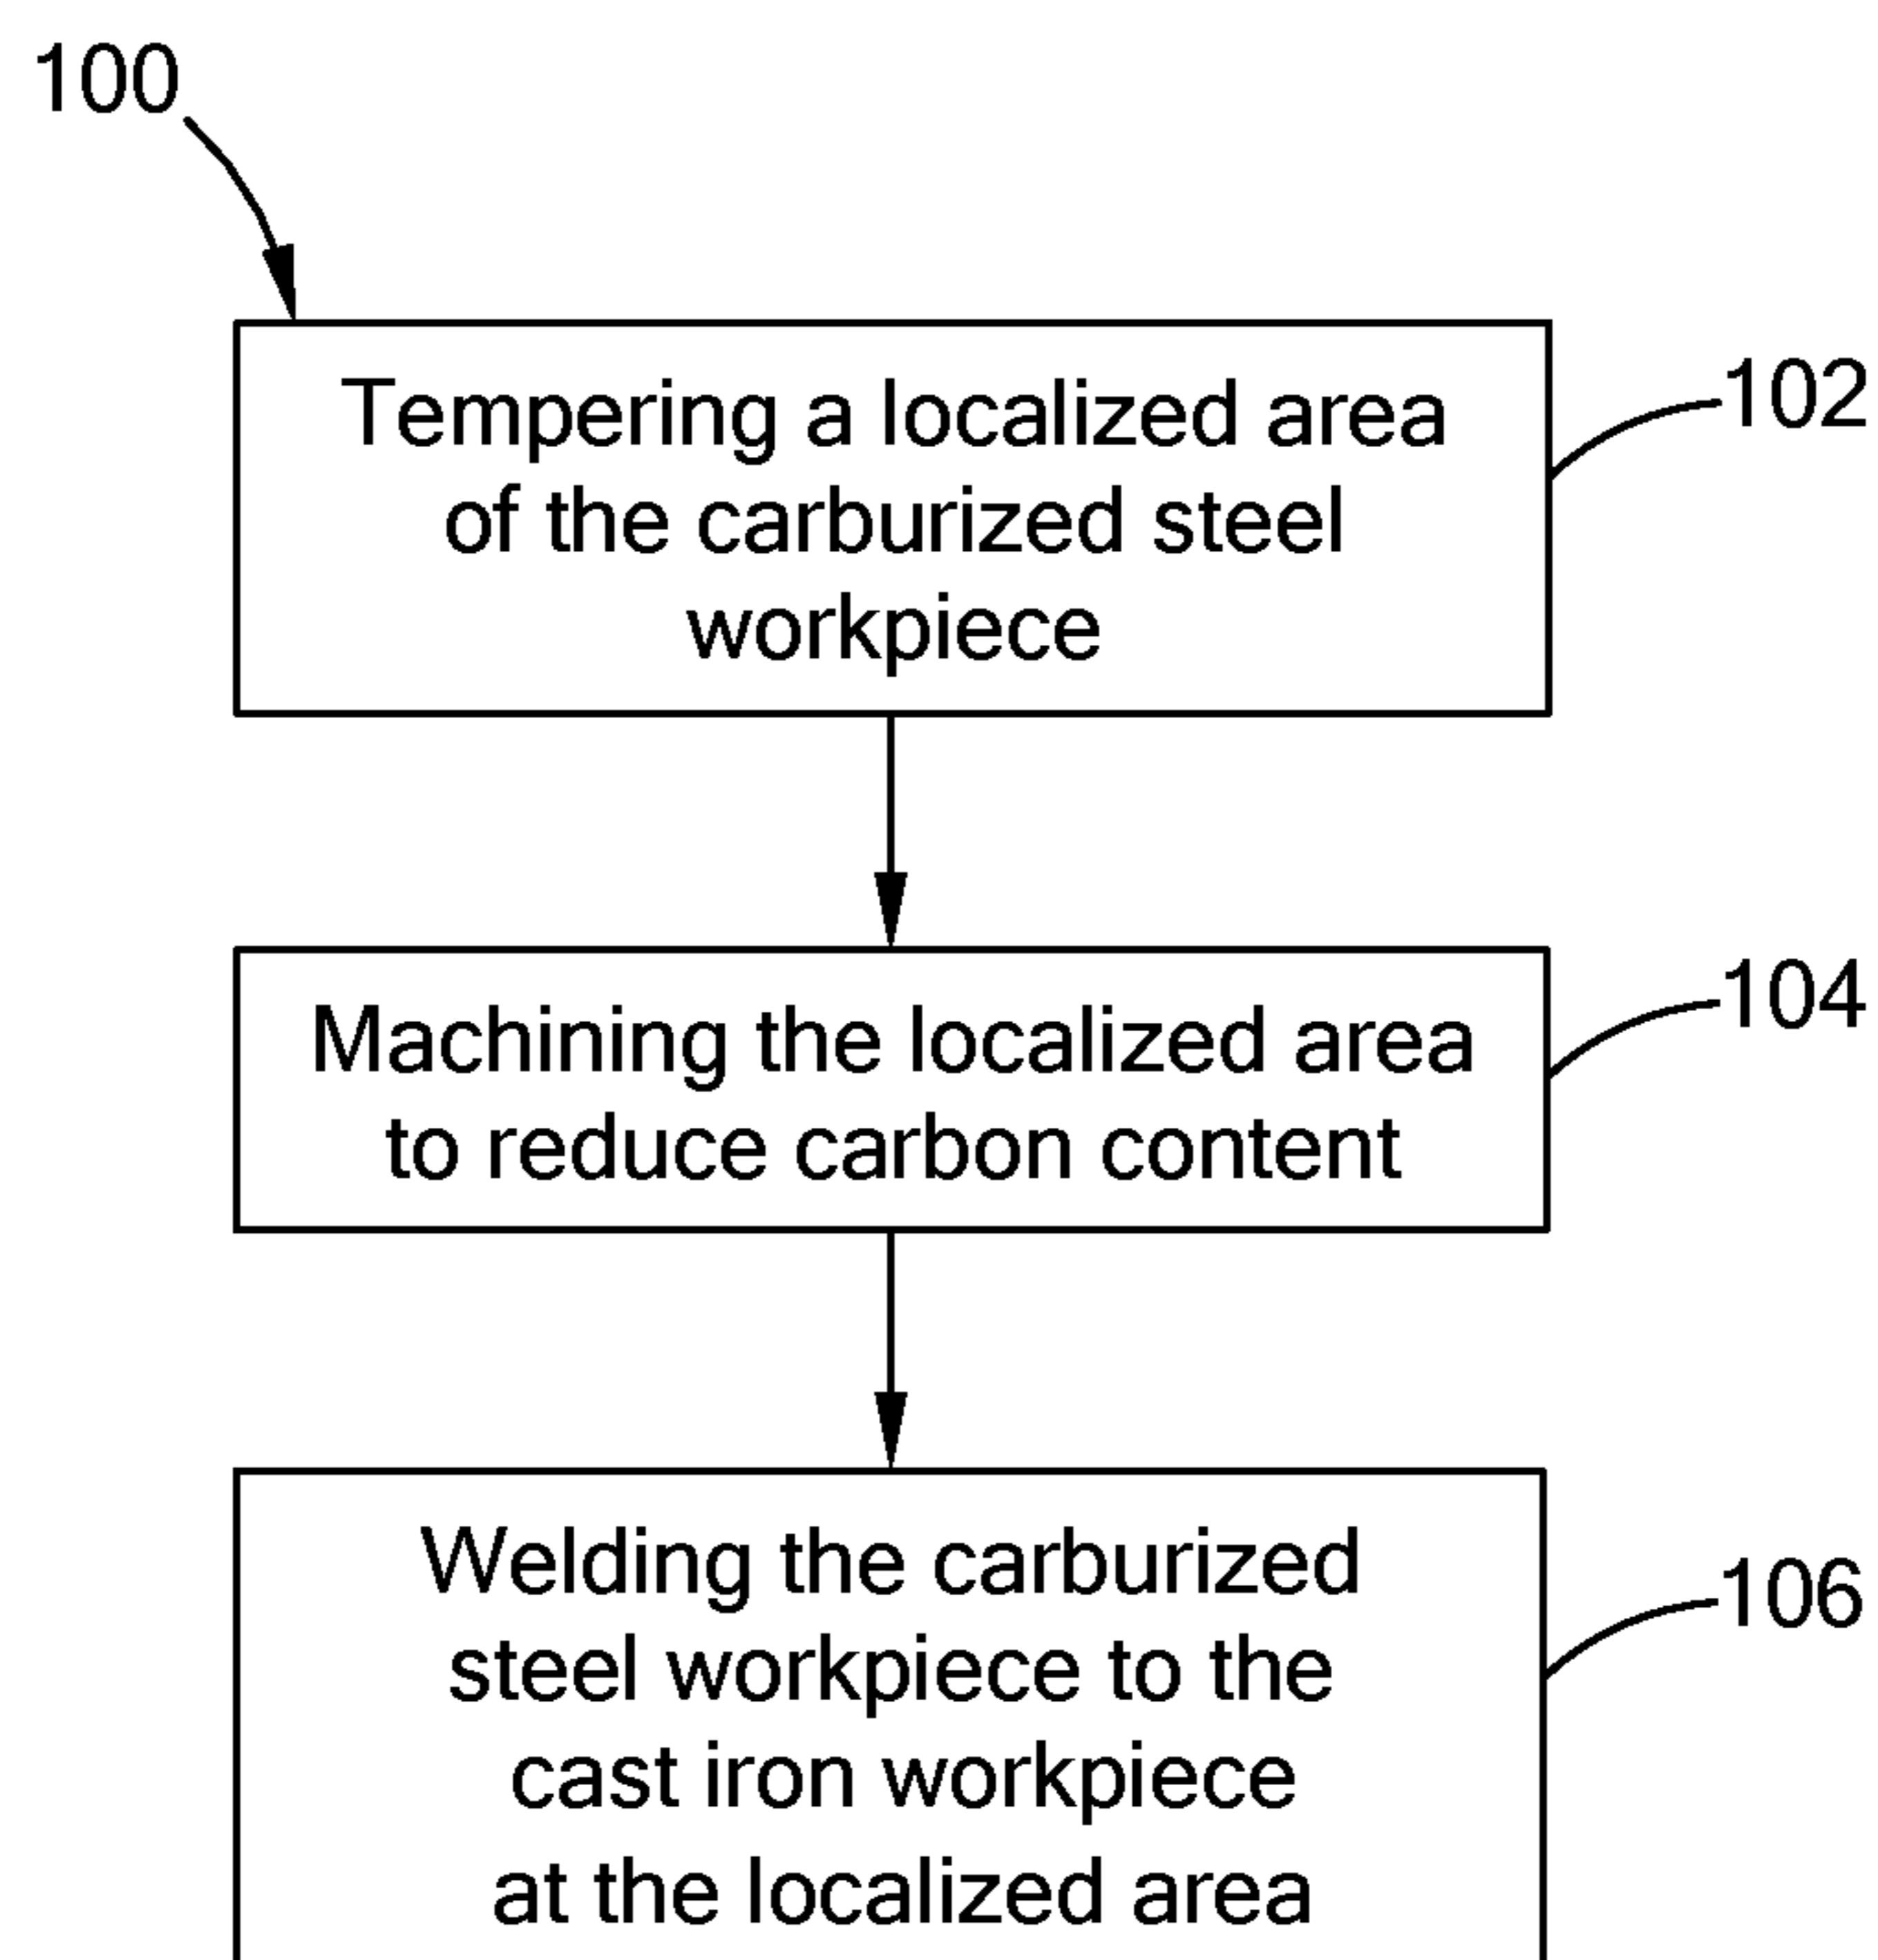 100
Tempering a localized area
of the carburized steel
workpiece
102
Machining the localized area
to reduce carbon content
104
Welding the carburized
steel workpiece to the
cast iron workpiece
at the localized area
106